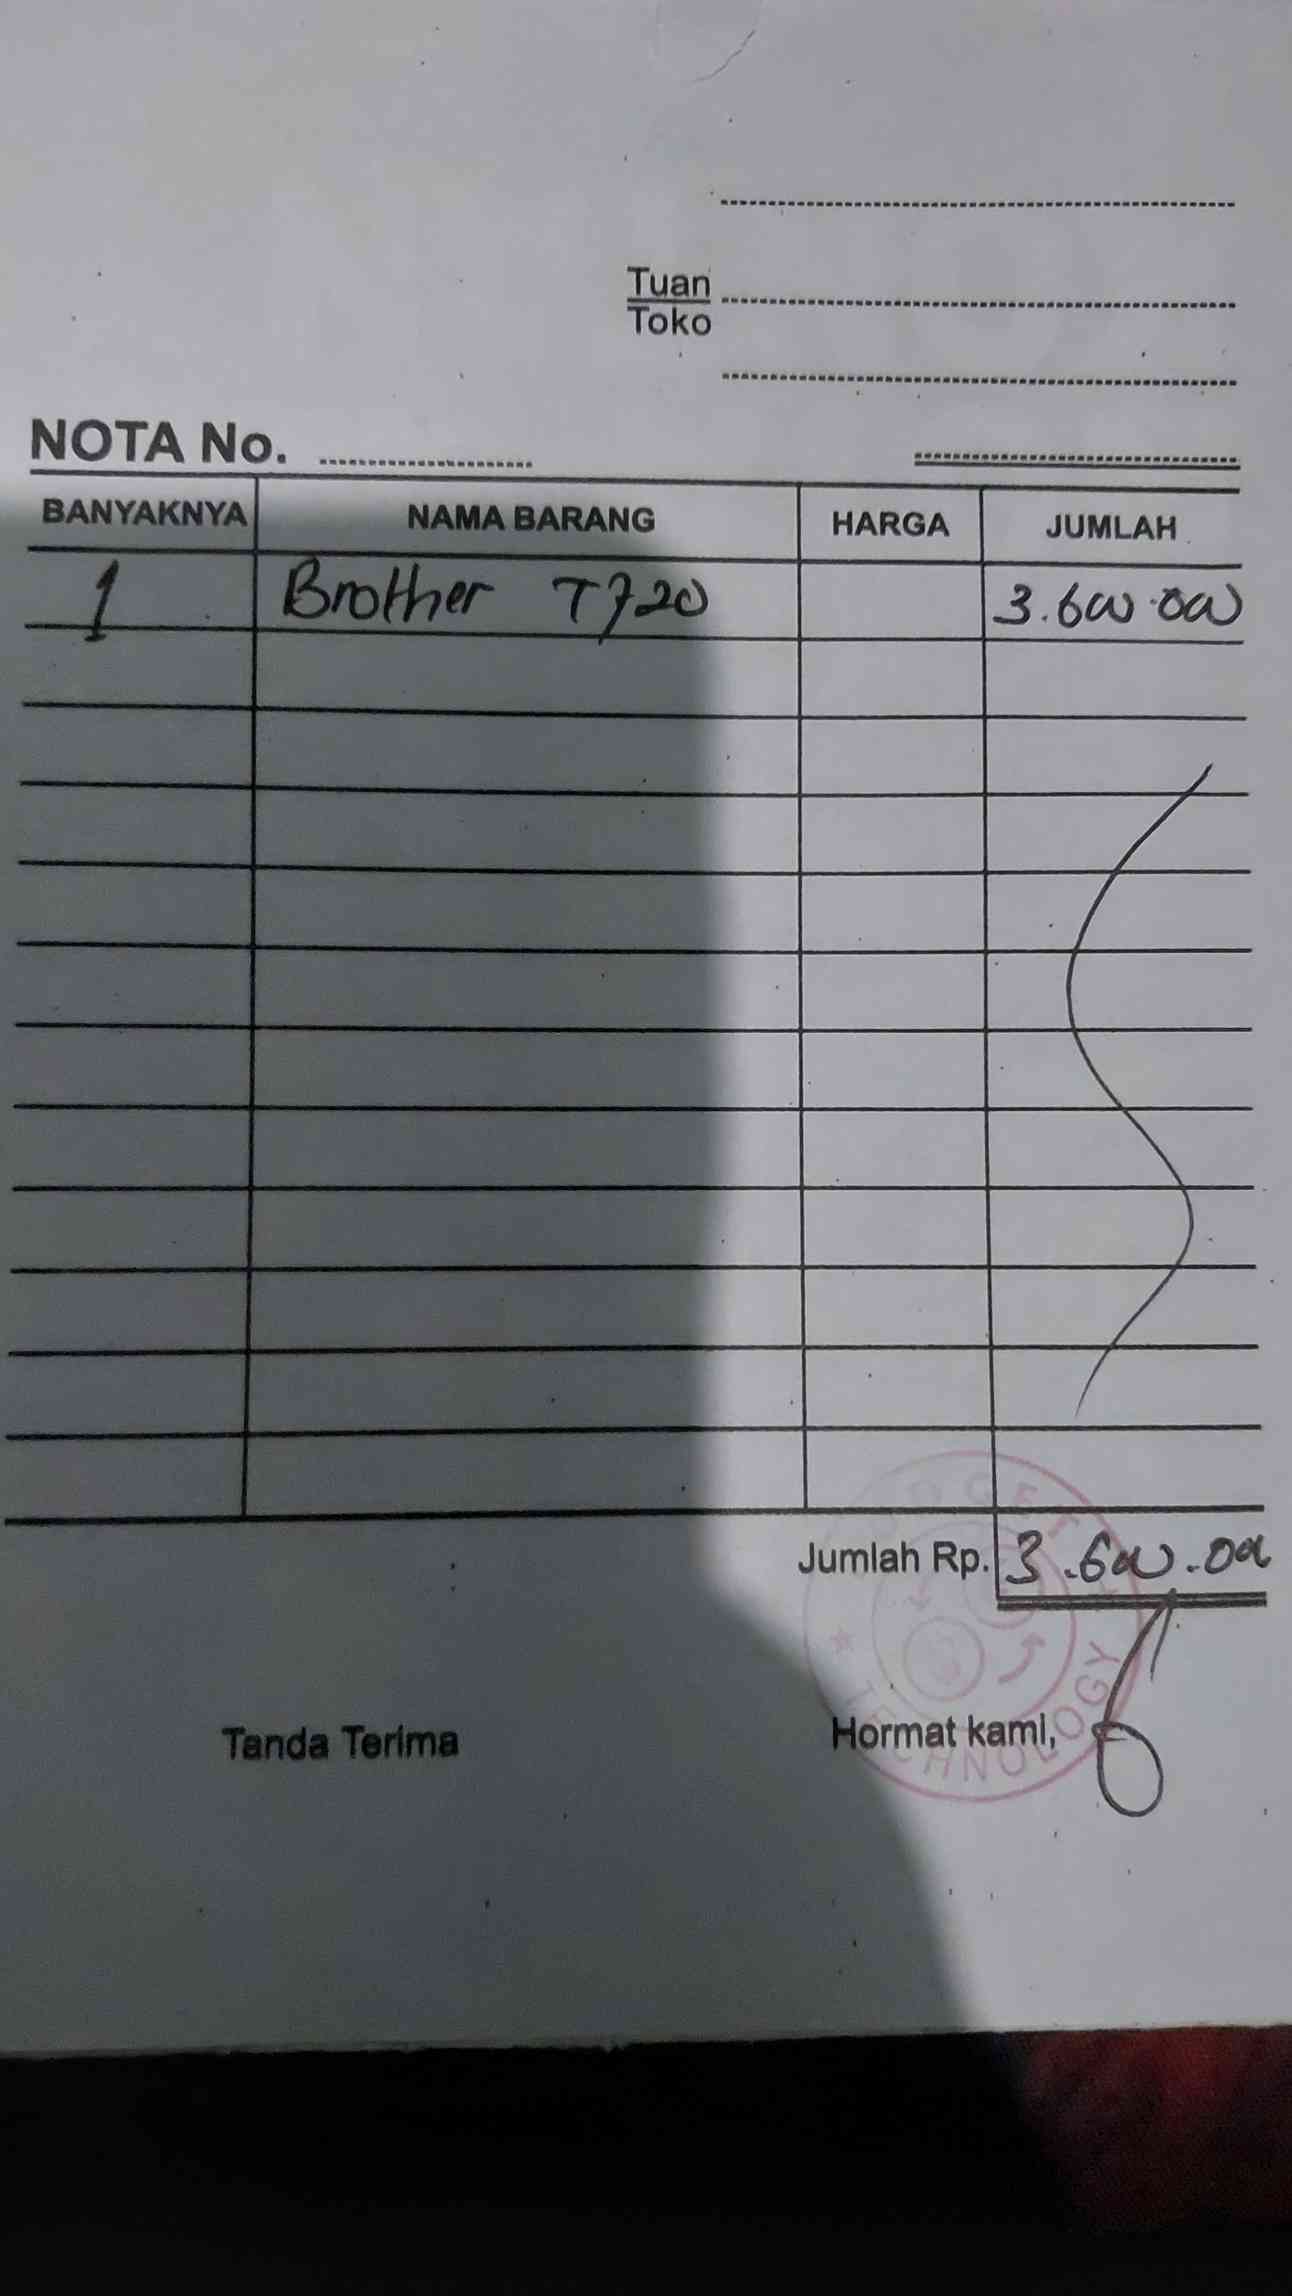 Tuan
Toko
NOTA No.
BANYAKNYA NAMA BARANG HARGA JUMLAH
1 Brother T720 3.600.000
Jumlah Rp. 3.600.000
Tanda Terima Hormat kami,
TECHNOLOGY